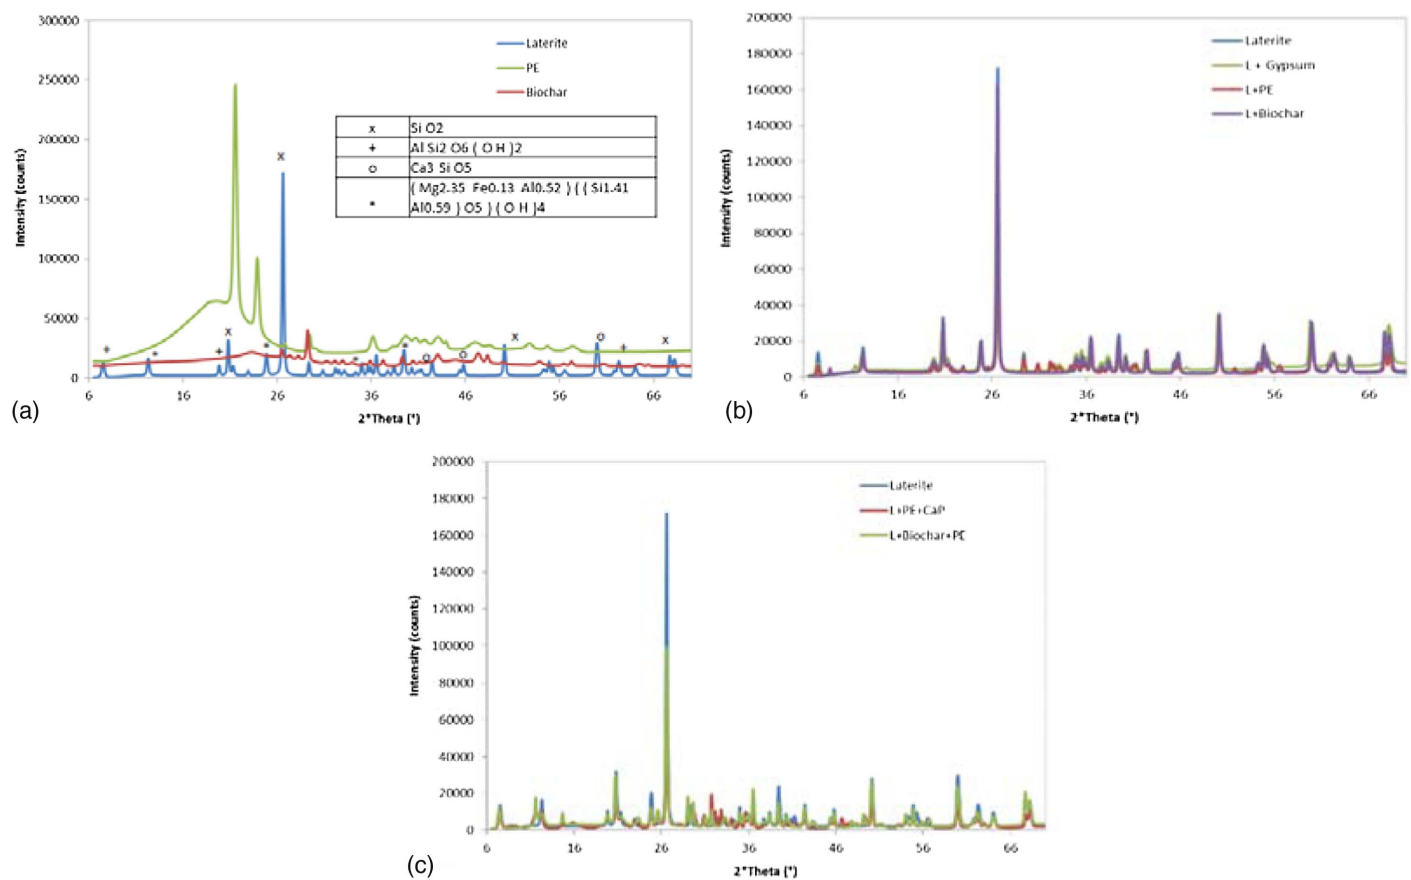 300000
250000
200000
150000
100000
50000
0
Intensity (counts)
6 16 26 36 46 56 66
2*Theta (°)
Laterite
PE
Biochar
x Si O2
+ Al Si2 O6 ( O H )2
o Ca3 Si O5
( Mg2.35 Fe0.13 Al0.52 ) ( ( Si1.41
* Al0.59 ) O5 ) ( O H )4
x
x
x
x
+
+
+
*
*
*
*
o
o
o
(a)
200000
180000
160000
140000
120000
100000
80000
60000
40000
20000
0
Intenity (counts)
6 16 26 36 46 56 66
2*Theta (°)
Laterite
L + Gypsum
L+PE
L+Biochar
(b)
200000
180000
160000
140000
120000
100000
80000
60000
40000
20000
0
Intensity (counts)
6 16 26 36 46 56 66
2*Theta (°)
Laterite
L+PE+CaP
L+Biochar+PE
(c)